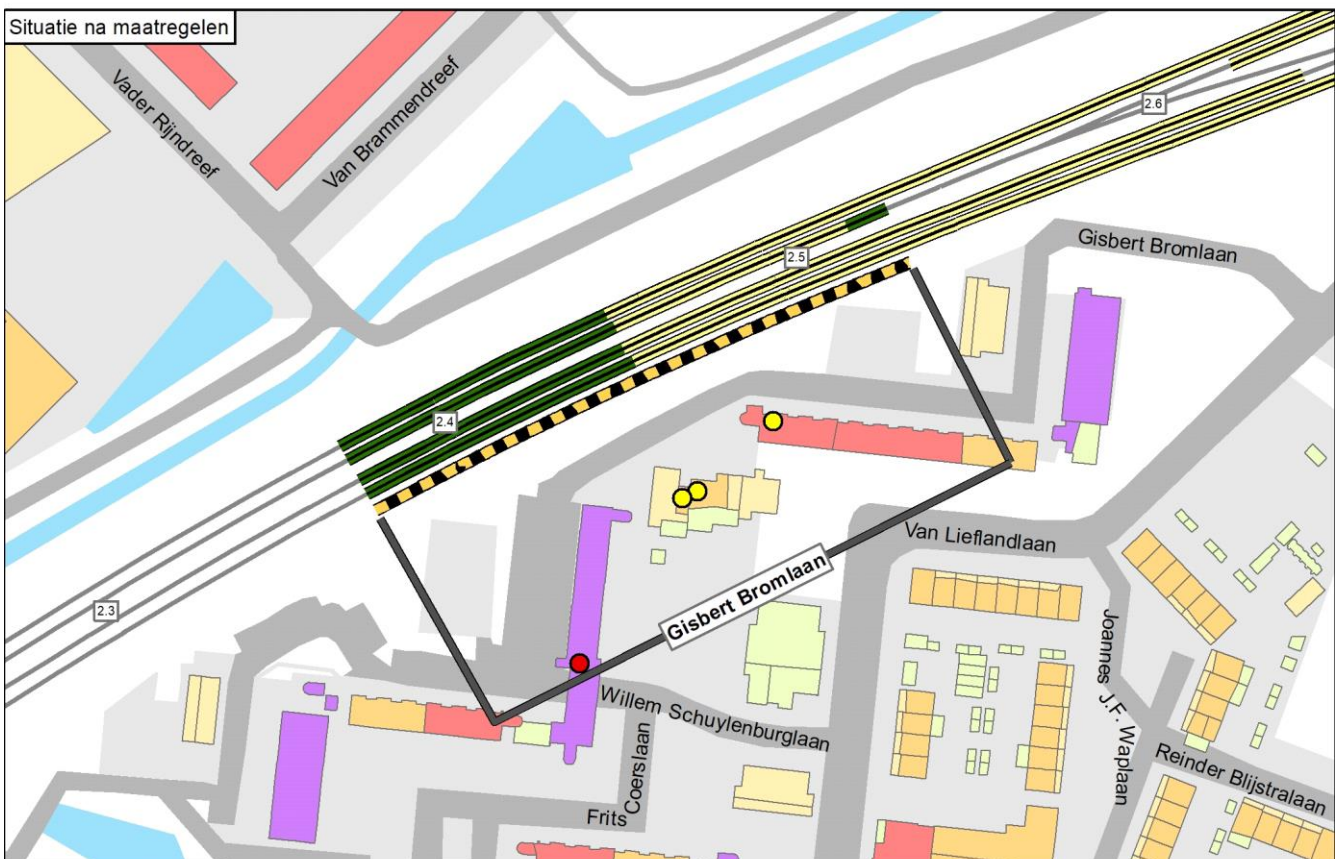 Situatie na maatregelen
Vader Rijndreef
Van Brammendreef
2.6
Gisbert Bromlaan
2.5
2.4
Van Lieflandlaan
Gisbert Bromlaan
2.3
Joannes J.F. Waplaan
Willem Schuylenburglaan
Reinder Blijstralaan
Frits Coerslaan